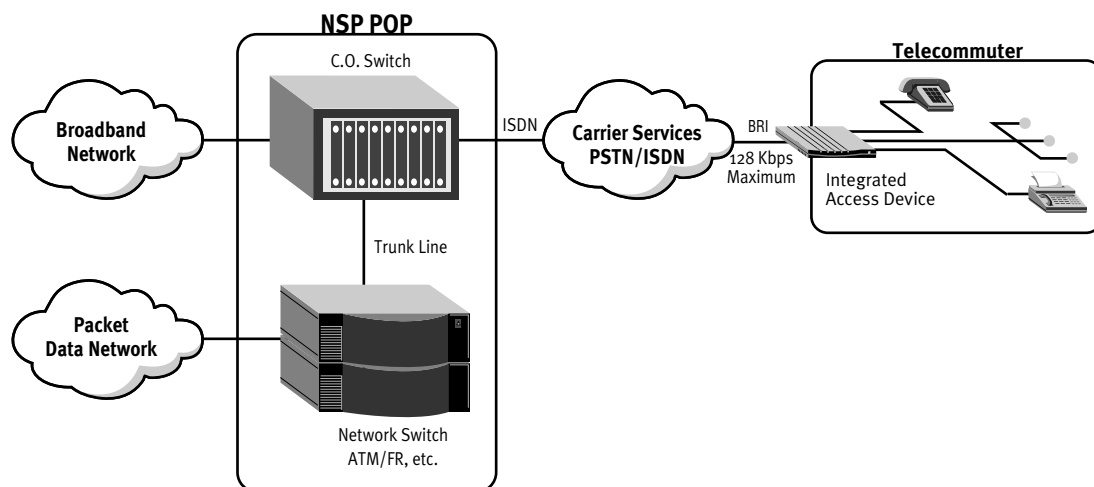 NSP POP
C.O. Switch
Telecommuter
Broadband
Network
ISDN
Carrier Services
PSTN/ISDN
BRI
128 Kbps
Maximum
Integrated
Access Device
Trunk Line
Packet
Data Network
Network Switch
ATM/FR, etc.